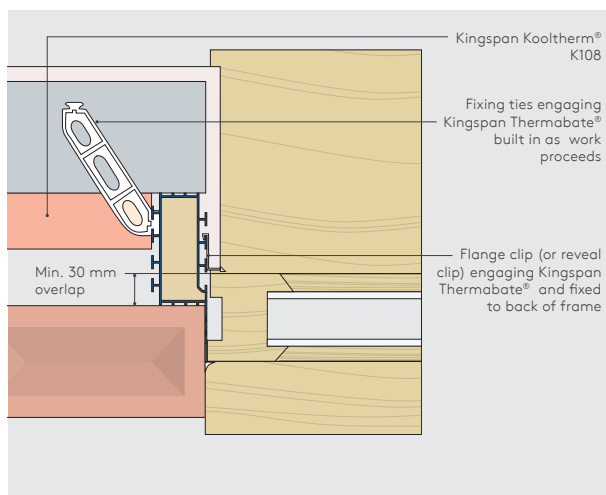 Kingspan Kooltherm®
K108
Fixing ties engaging
Kingspan Thermabate®
built in as work
proceeds
Flange clip (or reveal
clip) engaging Kingspan
Thermabate® and fixed
to back of frame
Min. 30 mm
overlap